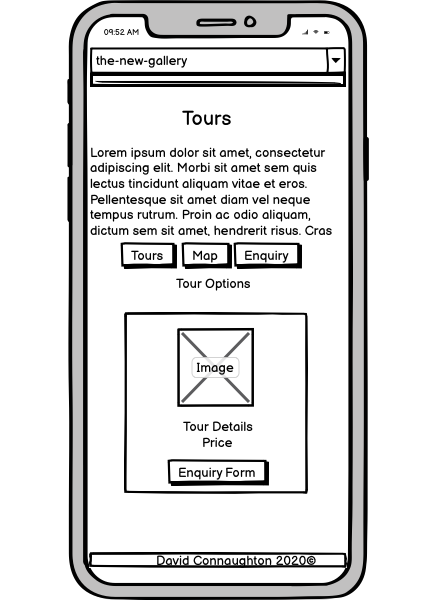 09:52 AM
the-new-gallery
Tours
Lorem ipsum dolor sit amet, consectetur
adipiscing elit. Morbi sit amet sem quis
lectus tincidunt aliquam vitae et eros.
Pellentesque sit amet diam vel neque
tempus rutrum. Proin ac odio aliquam,
dictum sem sit amet, hendrerit risus. Cras
Tours Map Enquiry
Tour Options
Image
Tour Details
Price
Enquiry Form
David Connaughton 2020©